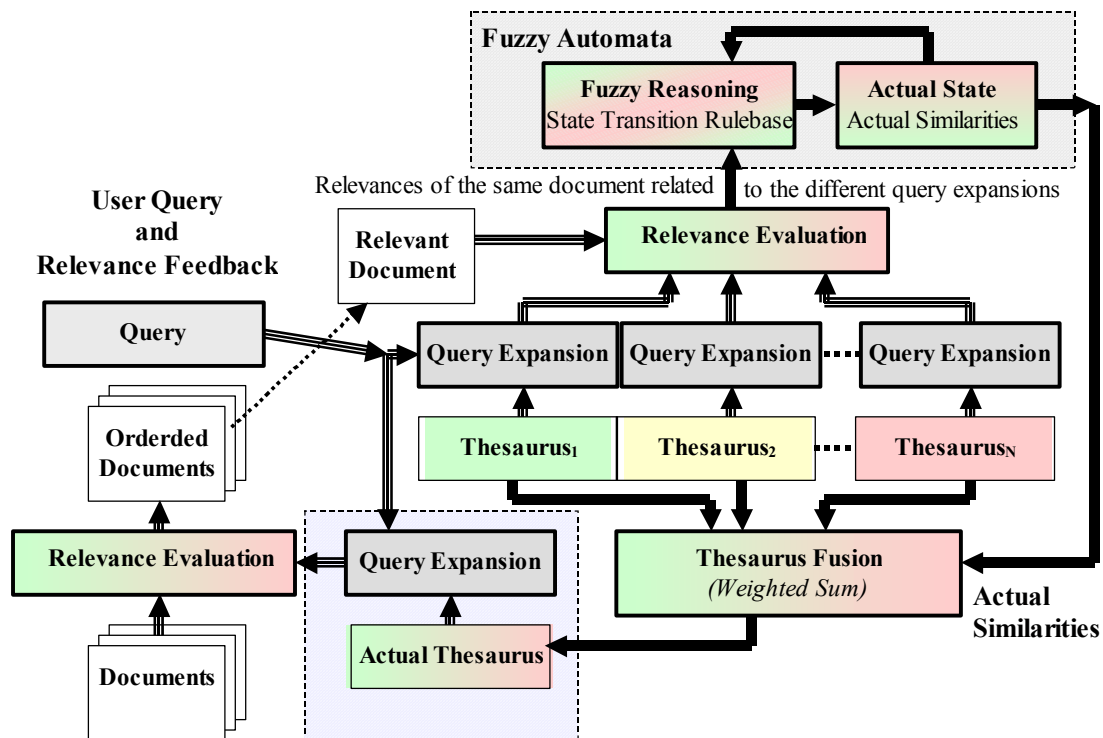 Fuzzy Automata
Fuzzy Reasoning
State Transition Rulebase
Actual State
Actual Similarities
Relevances of the same document related
to the different query expansions
User Query
and
Relevance Feedback
Relevant
Document
Relevance Evaluation
Query
Query Expansion
Query Expansion
Query Expansion
Orderded
Documents
Thesaurus1
Thesaurus2
ThesaurusN
Relevance Evaluation
Query Expansion
Thesaurus Fusion
(Weighted Sum)
Actual
Similarities
Actual Thesaurus
Documents